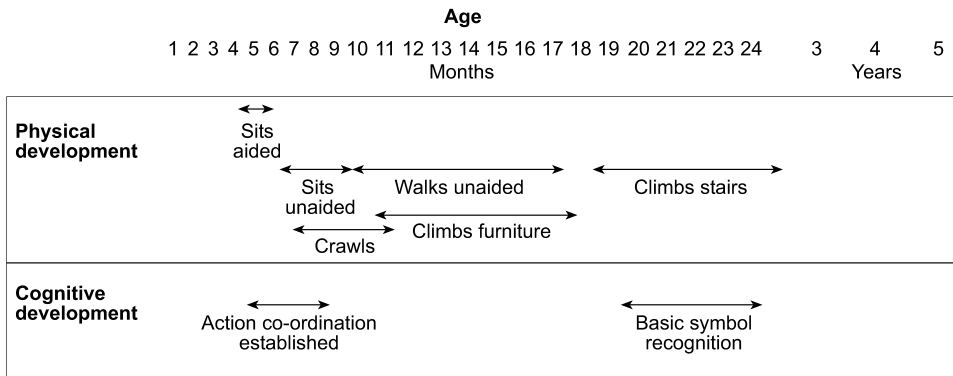 Age
1 2 3 4 5 6 7 8 9 10 11 12 13 14 15 16 17 18 19 20 21 22 23 24 3 4 5
Months Years
Physical
development
Sits
aided
Sits
unaided
Walks unaided
Climbs stairs
Climbs furniture
Crawls
Cognitive
development
Action co-ordination
established
Basic symbol
recognition